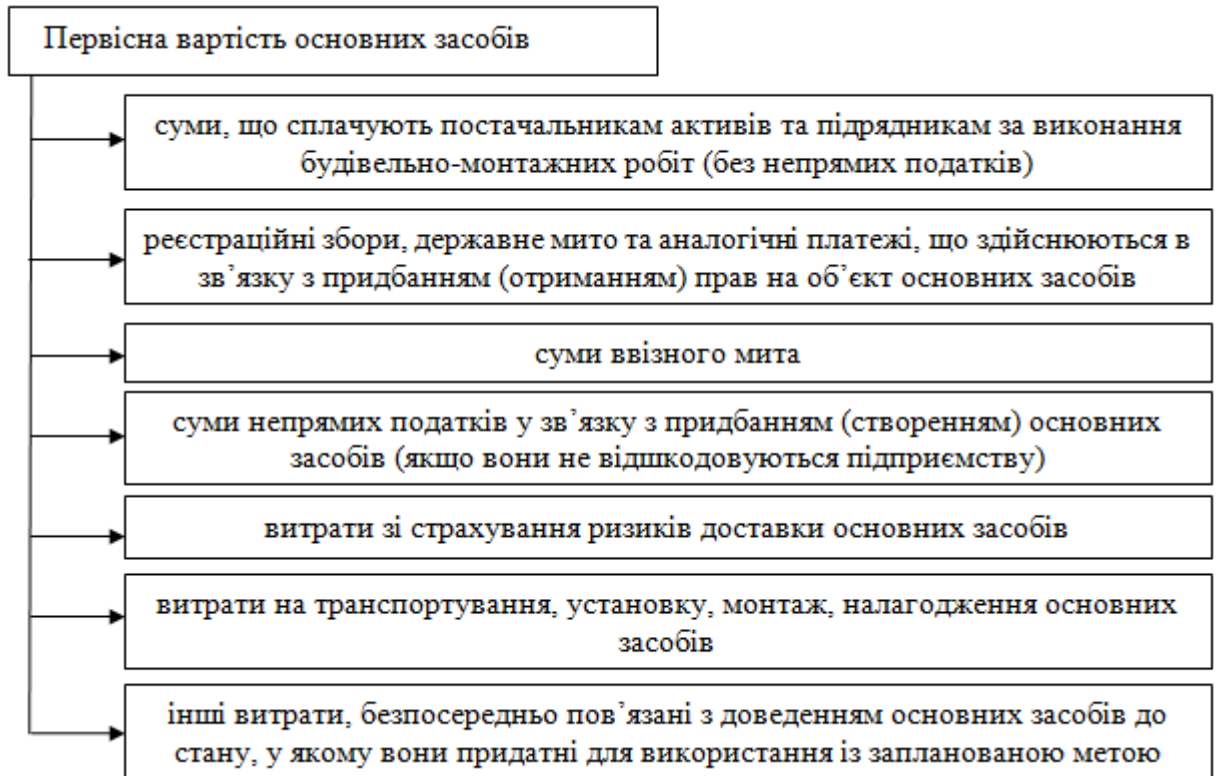 Первісна вартість основних засобів
суми, що сплачують постачальникам активів та підрядникам за виконання
будівельно-монтажних робіт (без непрямих податків)
реєстраційні збори, державне мито та аналогічні платежі, що здійснюються в
зв’язку з придбанням (отриманням) прав на об’єкт основних засобів
суми ввізного мита
суми непрямих податків у зв’язку з придбанням (створенням) основних
засобів (якщо вони не відшкодовуються підприємству)
витрати зі страхування ризиків доставки основних засобів
витрати на транспортування, установку, монтаж, налагодження основних
засобів
інші витрати, безпосередньо пов’язані з доведенням основних засобів до
стану, у якому вони придатні для використання із запланованою метою